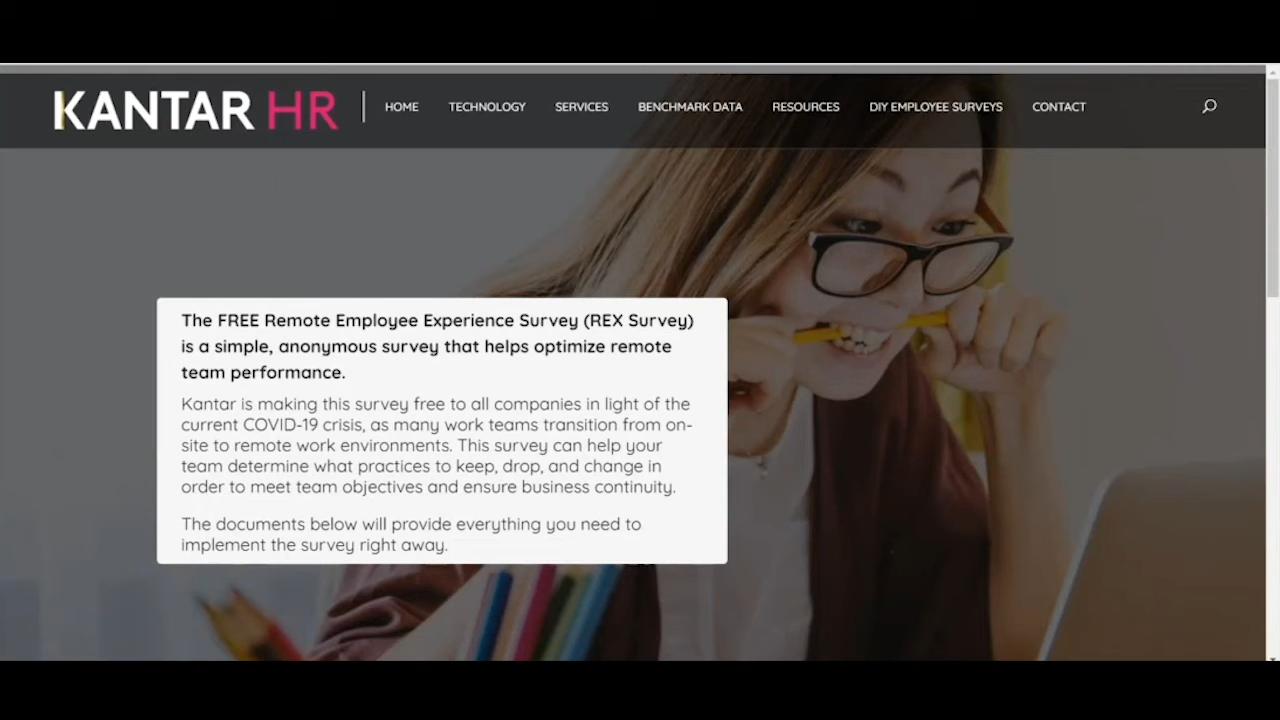 KANTAR HR
HOME
TECHNOLOGY
SERVICES
BENCHMARK DATA
RESOURCES
DIY EMPLOYEE SURVEYS
CONTACT
The FREE Remote Employee Experience Survey (REX Survey)
is a simple, anonymous survey that helps optimize remote
team performance.
Kantar is making this survey free to all companies in light of the
current COVID-19 crisis, as many work teams transition from on-
site to remote work environments. This survey can help your
team determine what practices to keep, drop, and change in
order to meet team objectives and ensure business continuity.
The documents below will provide everything you need to
implement the survey right away.